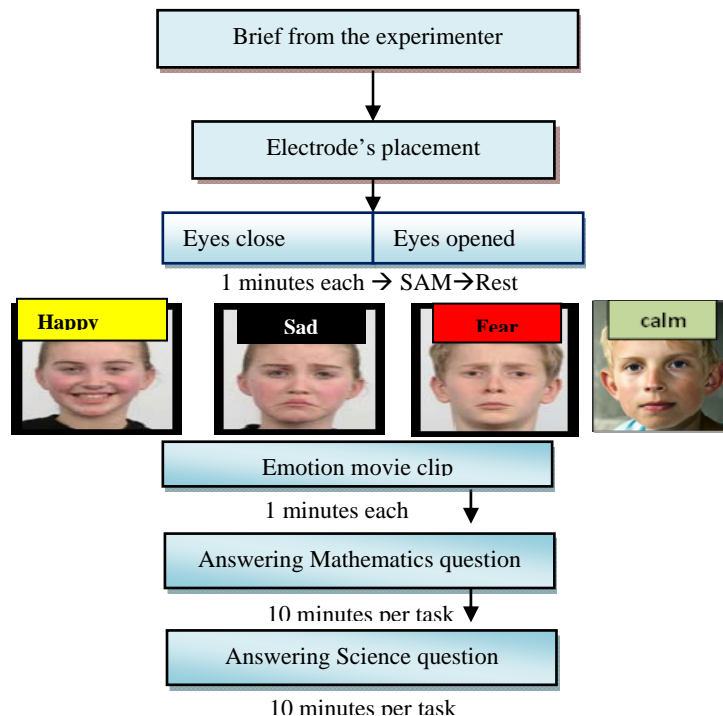 Brief from the experimenter
Electrode's placement
Eyes close Eyes opened
1 minutes each → SAM→Rest
Happy Sad Fear calm
Emotion movie clip
1 minutes each
Answering Mathematics question
10 minutes per task
Answering Science question
10 minutes per task